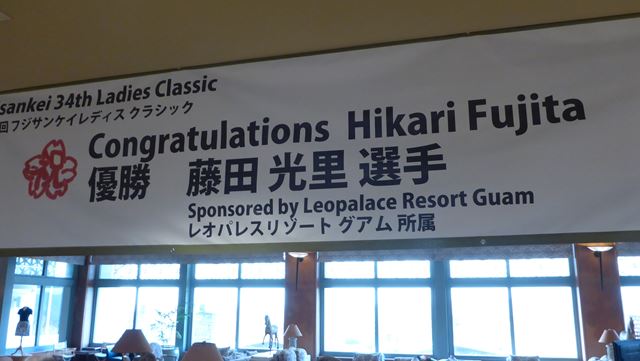 sankei 34th Ladies Classic
回 フジサンケイレディス クラシック
祝
Congratulations Hikari Fujita
優勝 藤田 光里 選手
Sponsored by Leopalace Resort Guam
レオパレスリゾート グアム 所属